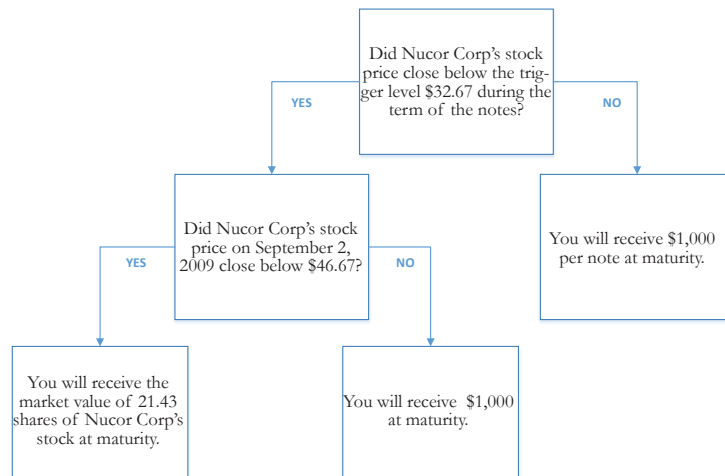 Did Nucor Corp's stock
price close below the trig-
ger level $32.67 during the
term of the notes?
YES
NO
Did Nucor Corp's stock
price on September 2,
2009 close below $46.67?
You will receive $1,000
per note at maturity.
YES
NO
You will receive the
market value of 21.43
shares of Nucor Corp's
stock at maturity.
You will receive $1,000
at maturity.